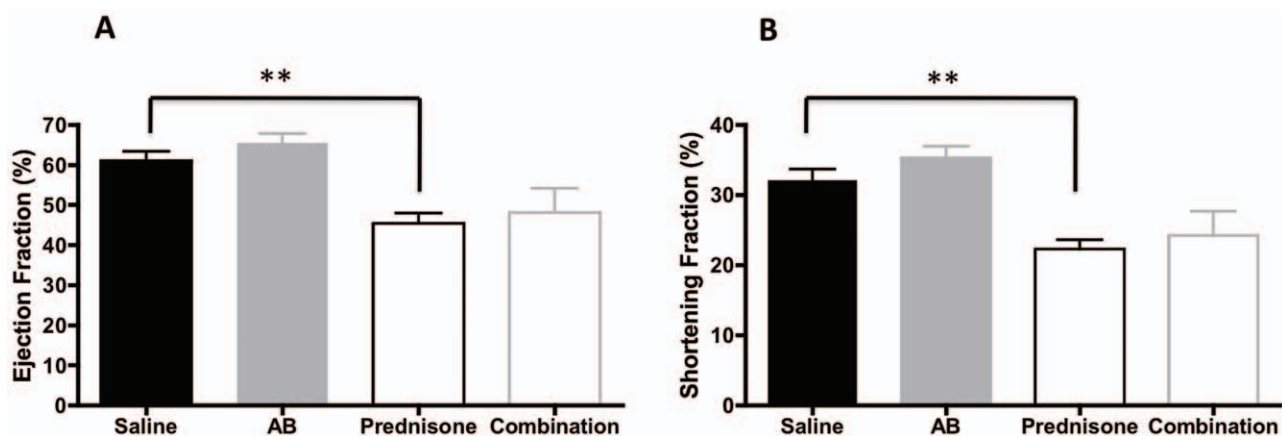 A
**
Ejection Fraction (%)
70
60
50
40
30
20
10
0
Saline AB Prednisone Combination
B
**
Shortening Fraction (%)
40
30
20
10
0
Saline AB Prednisone Combination